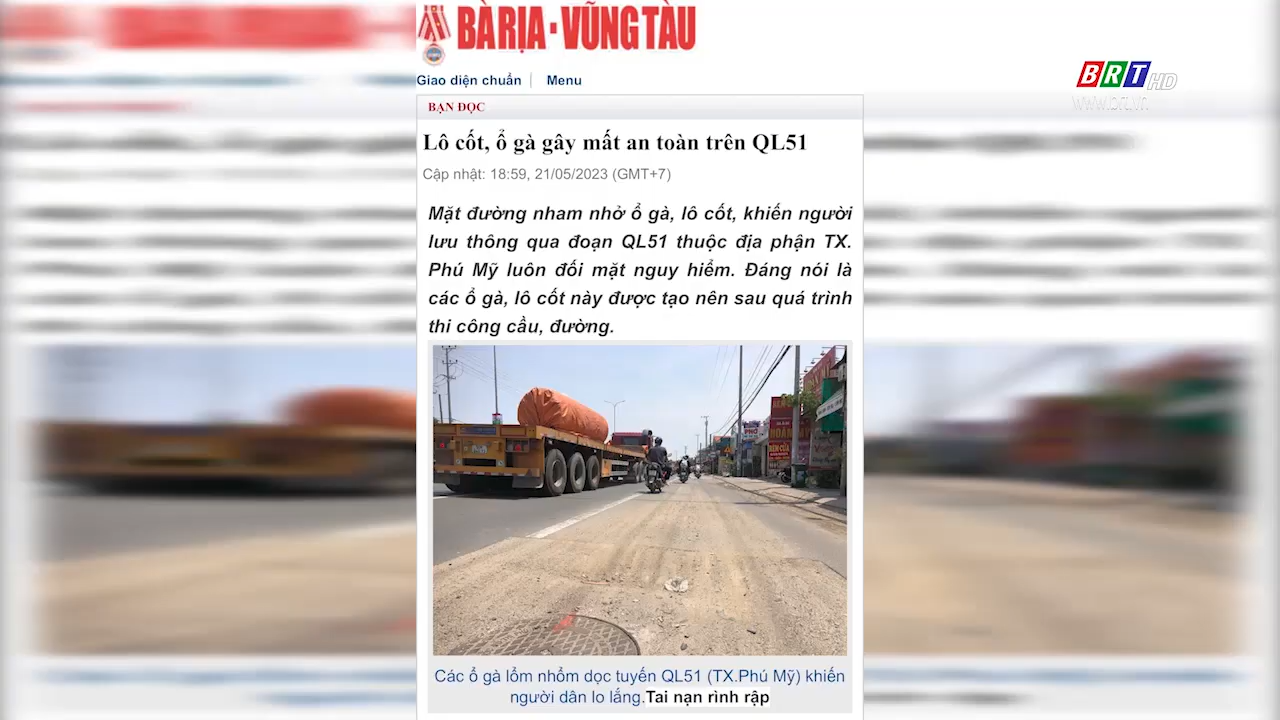 BÀ RỊA - VŨNG TÀU
BRT HD
www.brt.vn
Giao diện chuẩn | Menu
BẠN ĐỌC
Lô cốt, ổ gà gây mất an toàn trên QL51
Cập nhật: 18:59, 21/05/2023 (GMT+7)
Mặt đường nham nhở ổ gà, lô cốt, khiến người
lưu thông qua đoạn QL51 thuộc địa phận TX.
Phú Mỹ luôn đối mặt nguy hiểm. Đáng nói là
các ổ gà, lô cốt này được tạo nên sau quá trình
thi công cầu, đường.
Các ổ gà lổm nhổm dọc tuyến QL51 (TX.Phú Mỹ) khiến
người dân lo lắng.Tai nạn rình rập